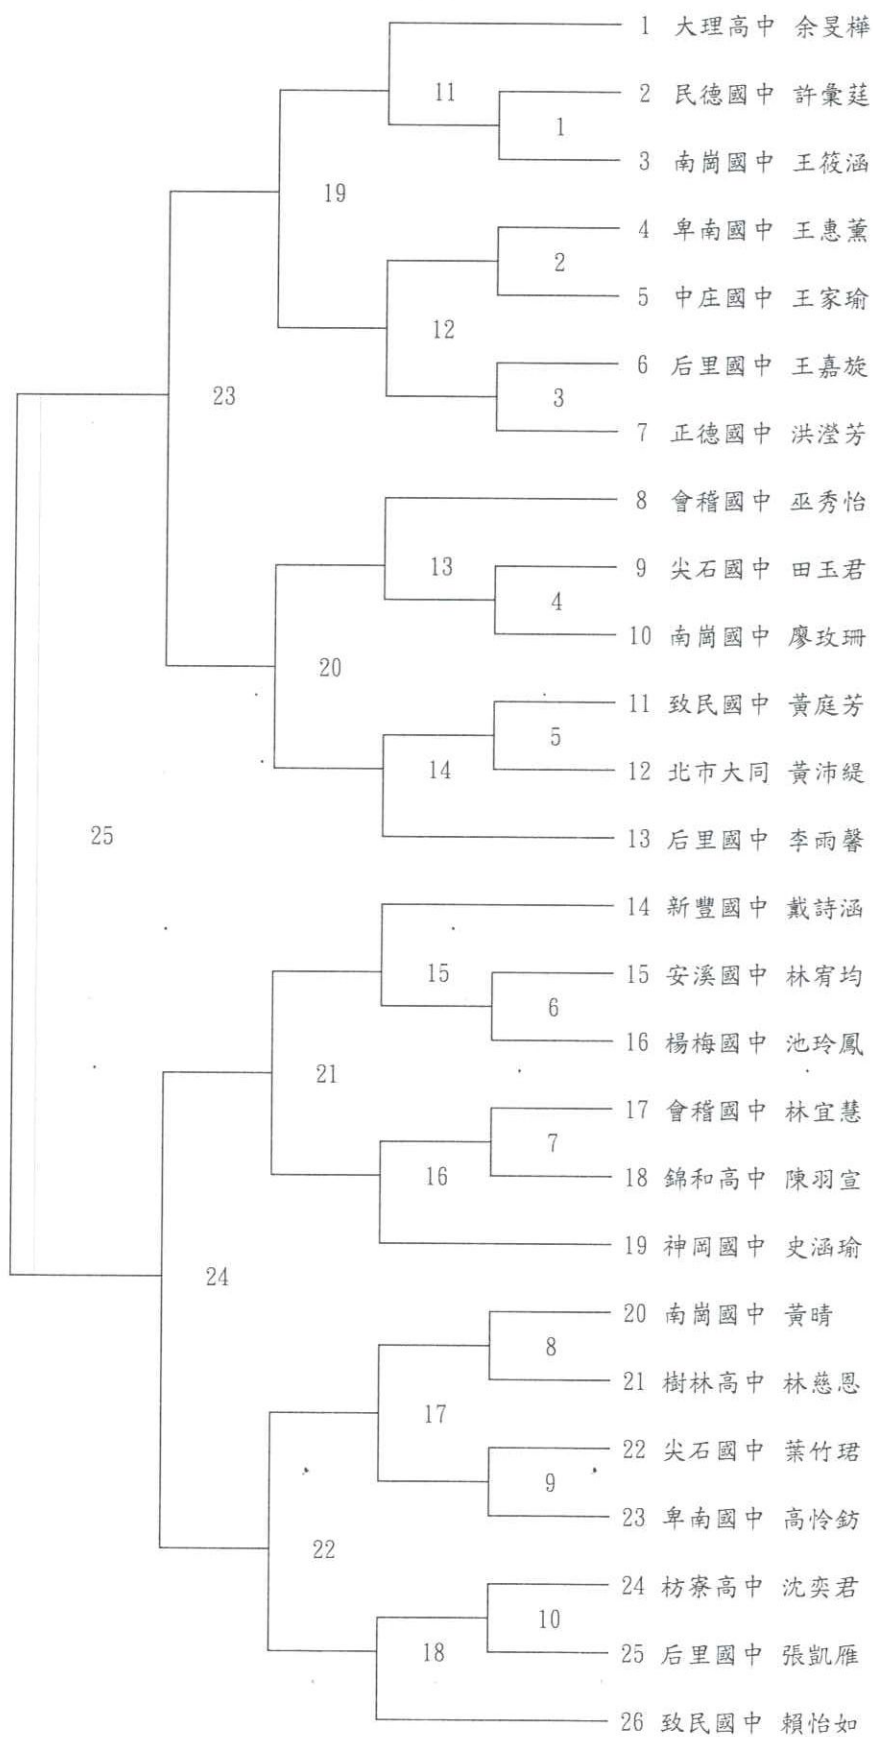 1 大理高中 余旻樺
11
2 民德國中 許彙莛
1
3 南崗國中 王筱涵
19
4 卑南國中 王惠薰
2
5 中庄國中 王家瑜
12
6 后里國中 王嘉旋
23
3
7 正德國中 洪瀅芳
8 會稽國中 巫秀怡
13
9 尖石國中 田玉君
4
10 南崗國中 廖玫珊
20
11 致民國中 黃庭芳
5
14
12 北市大同 黃沛緹
25
13 后里國中 李雨馨
14 新豐國中 戴詩涵
15
15 安溪國中 林宥均
6
16 楊梅國中 池玲鳳
21
17 會稽國中 林宜慧
7
16
18 錦和高中 陳羽宣
19 神岡國中 史涵瑜
24
20 南崗國中 黃晴
8
21 樹林高中 林慈恩
17
22 尖石國中 葉竹珺
9
23 卑南國中 高怜鈁
22
24 枋寮高中 沈奕君
10
18
25 后里國中 張凱雁
26 致民國中 賴怡如